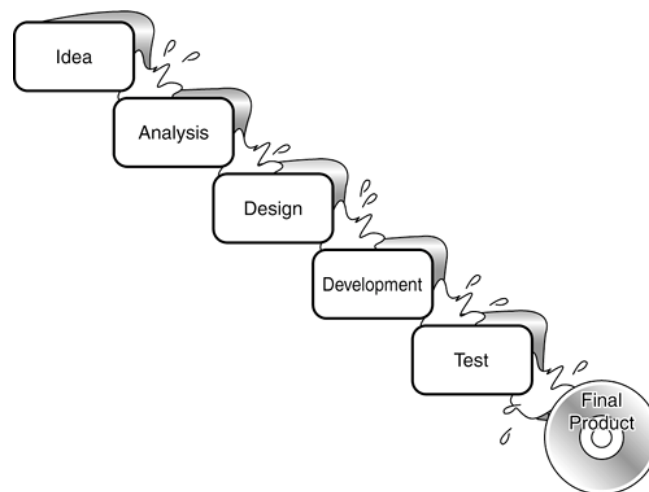 Idea
Analysis
Design
Development
Test
Final
Product